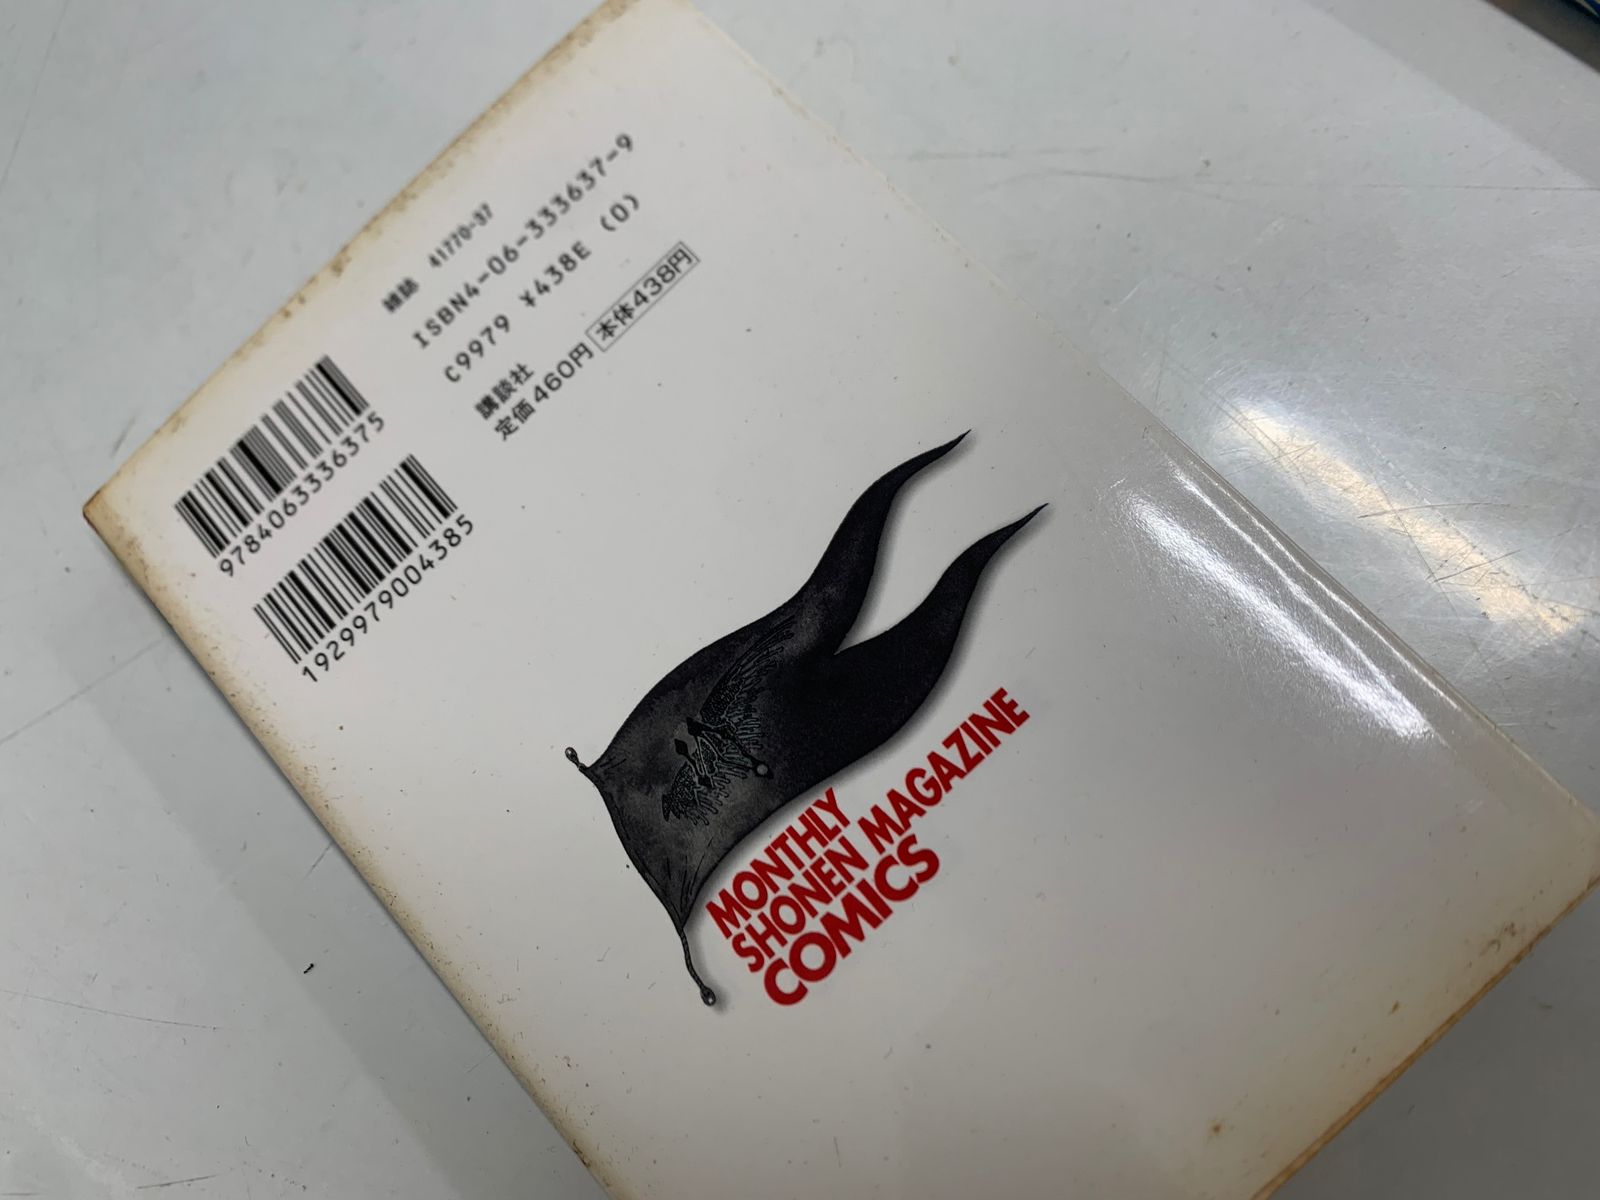 雑誌 41770-37
ISBN4-06-333637-9
C9979 ¥438E (0)
講談社
定価460円 本体438円
9784063336375
1929979004385
MONTHLY
SHONEN MAGAZINE
COMICS